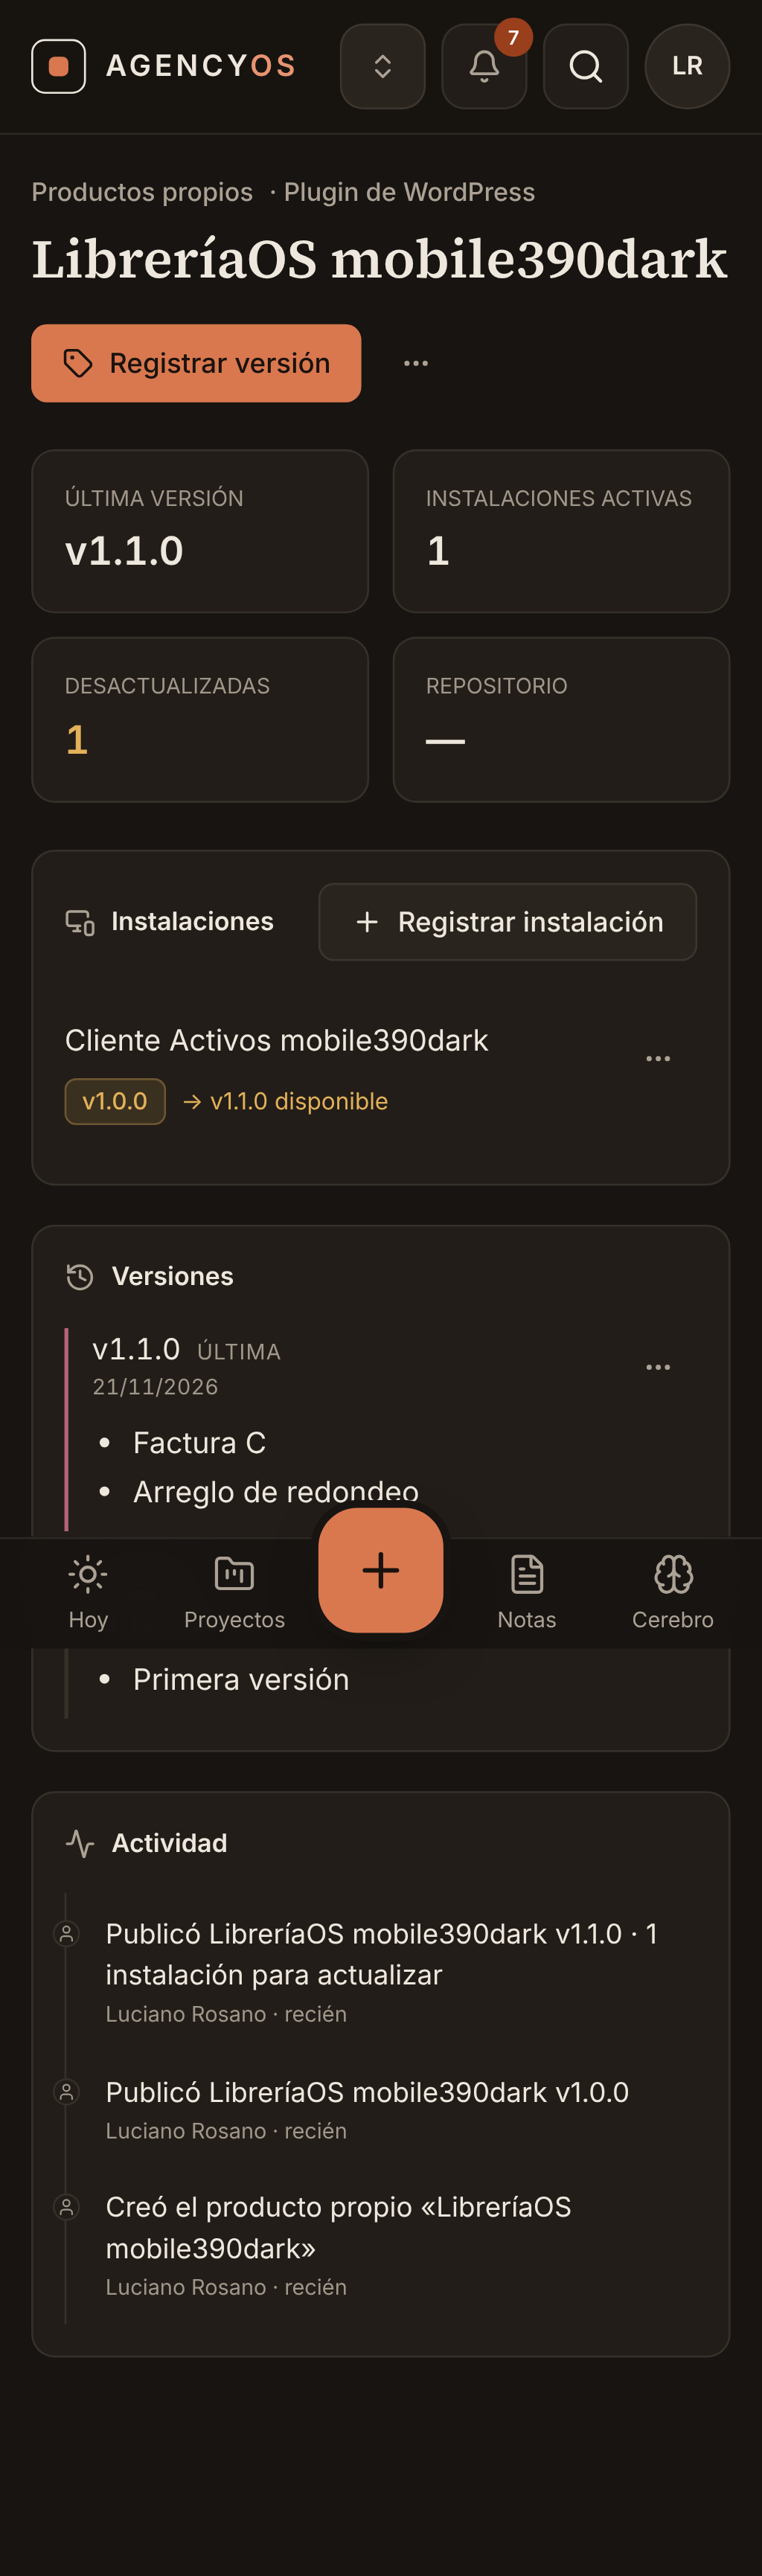 AGENCYOS
7
LR
Productos propios · Plugin de WordPress
LibreríaOS mobile390dark
Registrar versión
ÚLTIMA VERSIÓN
v1.1.0
INSTALACIONES ACTIVAS
1
DESACTUALIZADAS
1
REPOSITORIO
—
Instalaciones
Registrar instalación
Cliente Activos mobile390dark
v1.0.0 → v1.1.0 disponible
Versiones
v1.1.0 ÚLTIMA
21/11/2026
• Factura C
• Arreglo de redondeo
Hoy
Proyectos
Notas
Cerebro
• Primera versión
Actividad
Publicó LibreríaOS mobile390dark v1.1.0 · 1
instalación para actualizar
Luciano Rosano · recién
Publicó LibreríaOS mobile390dark v1.0.0
Luciano Rosano · recién
Creó el producto propio «LibreríaOS
mobile390dark»
Luciano Rosano · recién